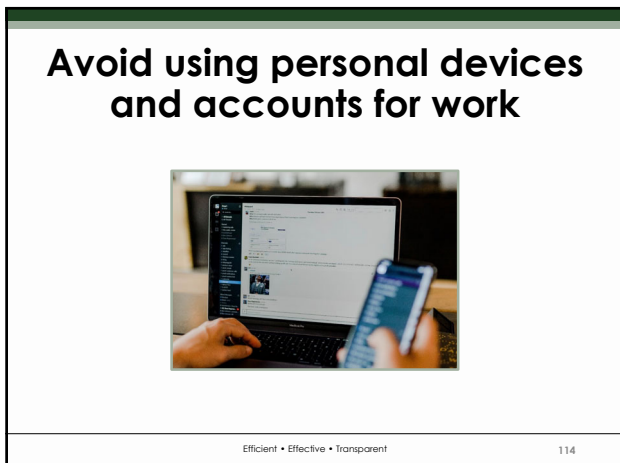 Avoid using personal devices
and accounts for work
Efficient • Effective • Transparent
114